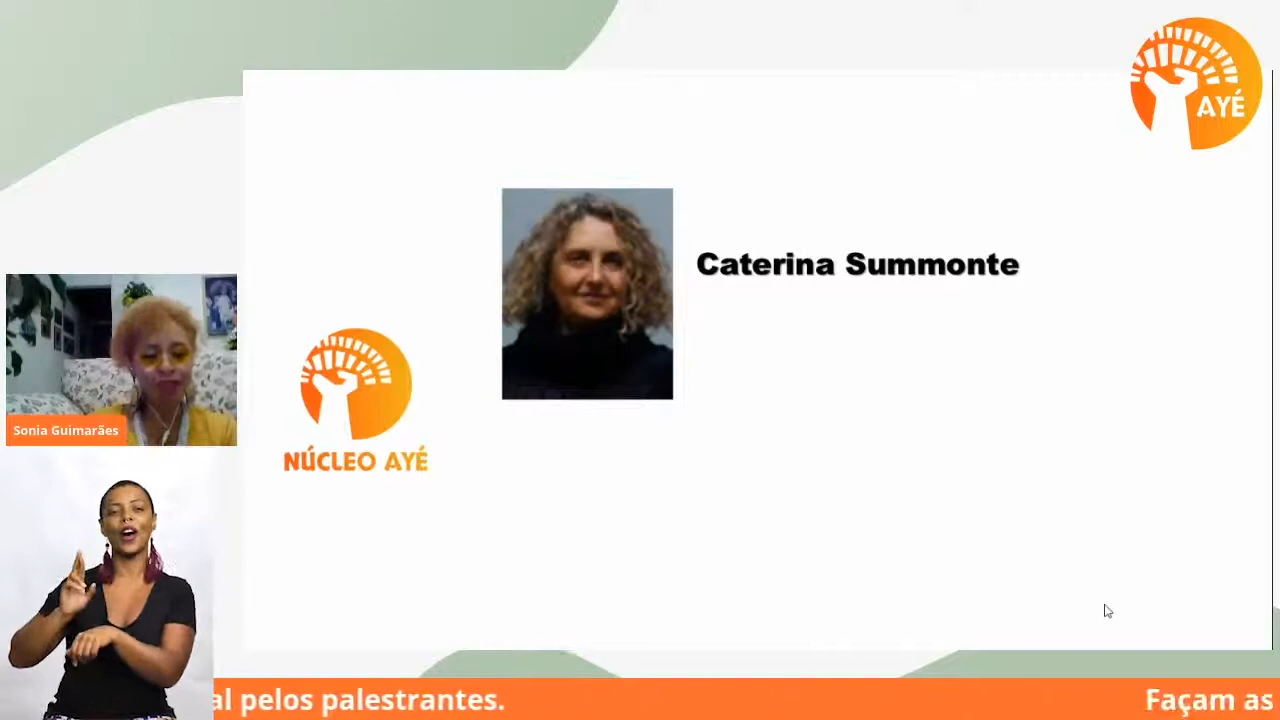 AYÉ
Caterina Summonte
NÚCLEO AYÉ
Sonia Guimarães
al pelos palestrantes.
Façam as